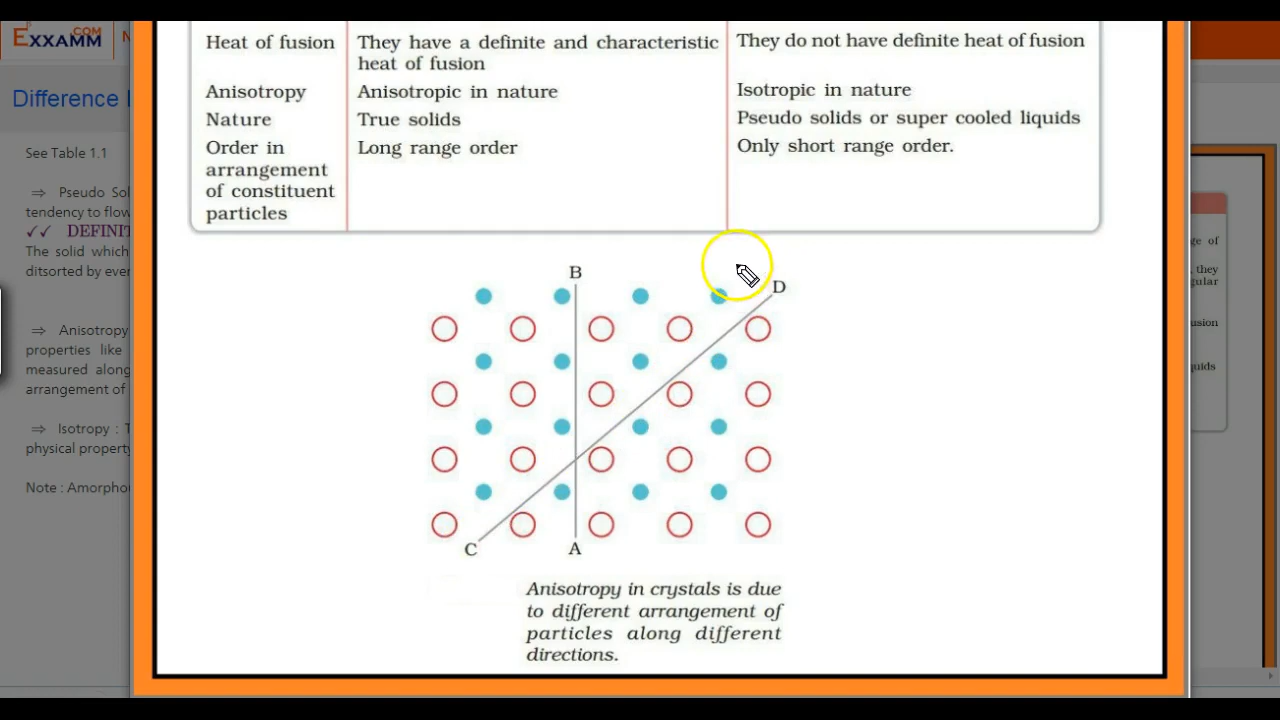 .COM
EXXAMM
N
Difference
See Table 1.1
⇒ Pseudo Sol
tendency to flow
✓✓ DEFINIT
The solid which
ditsorted by ever
⇒ Anisotropy
properties like
measured along
arrangement of
⇒ Isotropy : T
physical property
Note : Amorpho
Heat of fusion
They have a definite and characteristic
heat of fusion
They do not have definite heat of fusion
Anisotropy
Anisotropic in nature
Isotropic in nature
Nature
True solids
Pseudo solids or super cooled liquids
Order in
arrangement
of constituent
particles
Long range order
Only short range order.
B
D
C
A
Anisotropy in crystals is due
to different arrangement of
particles along different
directions.
ge of
, they
gular
usion
quids